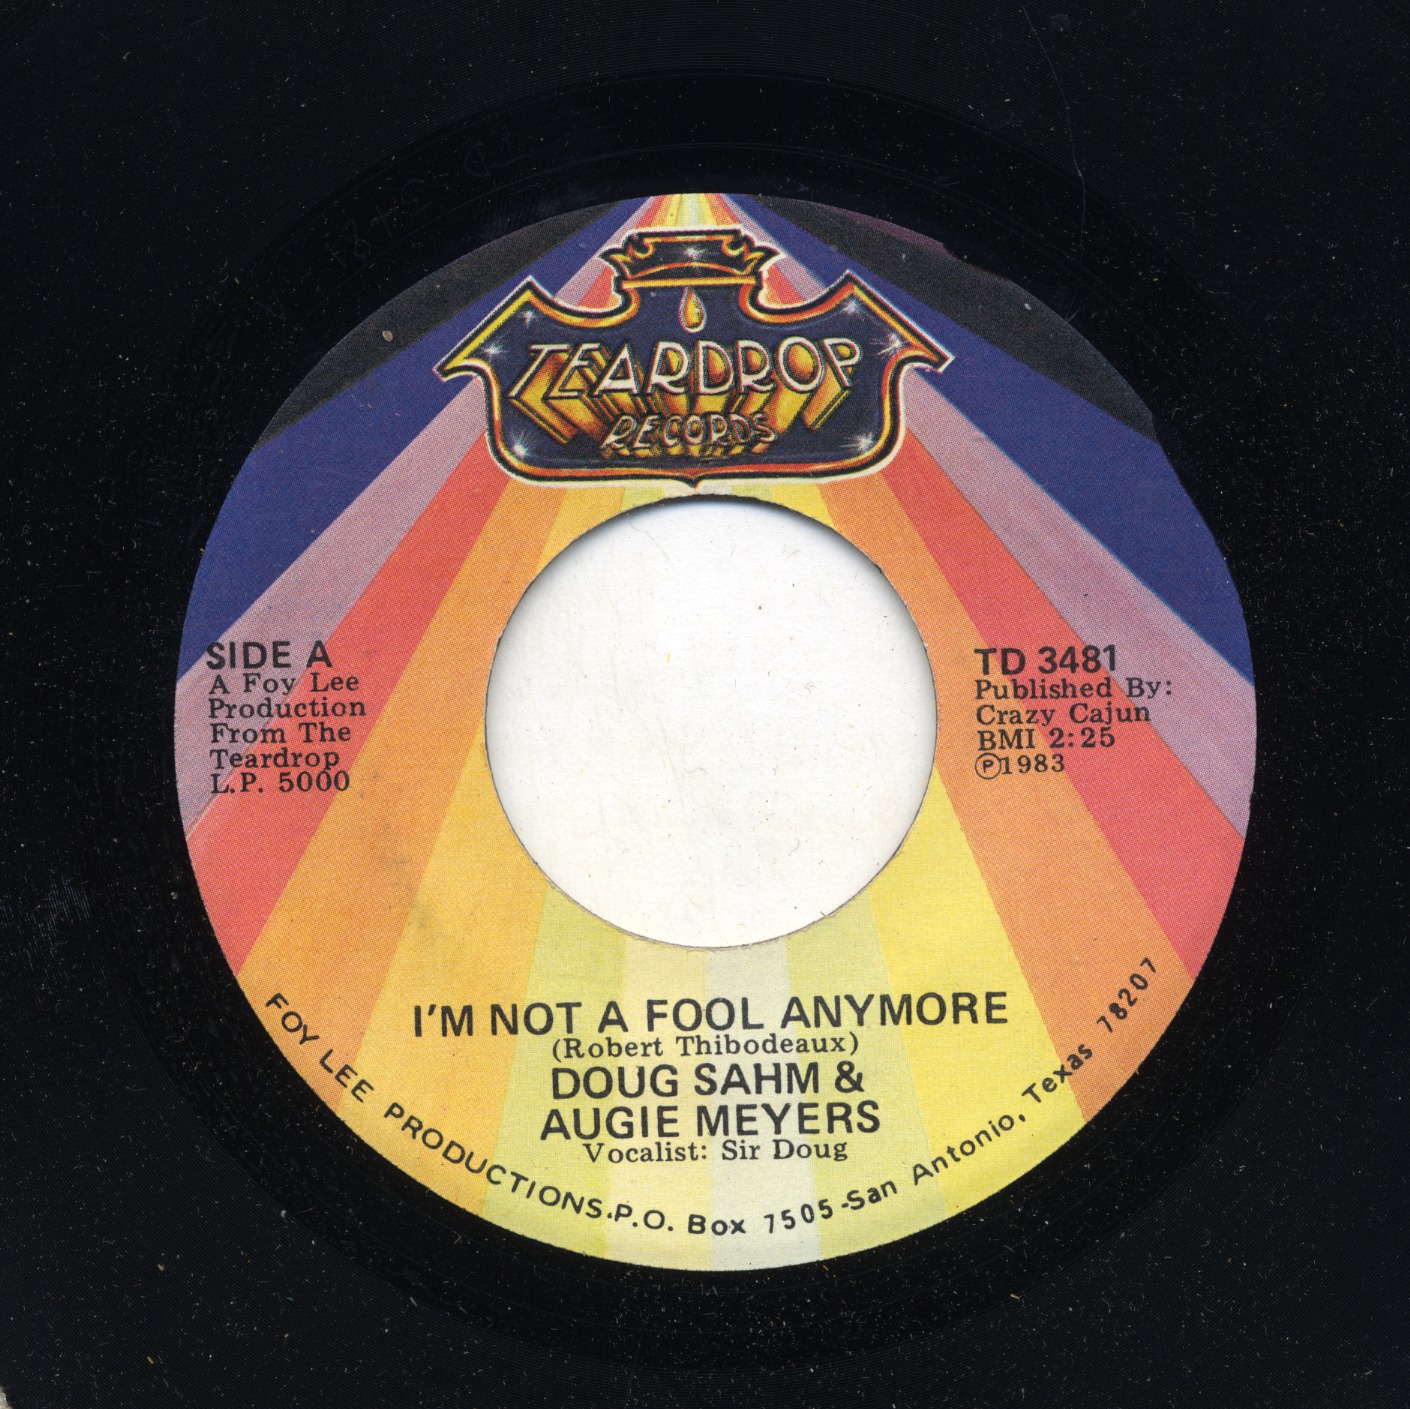 TEARDROP
RECORDS
SIDE A
A Foy Lee
Production
From The
Teardrop
L.P. 5000
TD 3481
Published By:
Crazy Cajun
BMI 2:25
Ⓟ1983
I'M NOT A FOOL ANYMORE
(Robert Thibodeaux)
DOUG SAHM &
AUGIE MEYERS
Vocalist: Sir Doug
FOY LEE PRODUCTIONS.P.O. Box 7505-San Antonio, Texas 78207